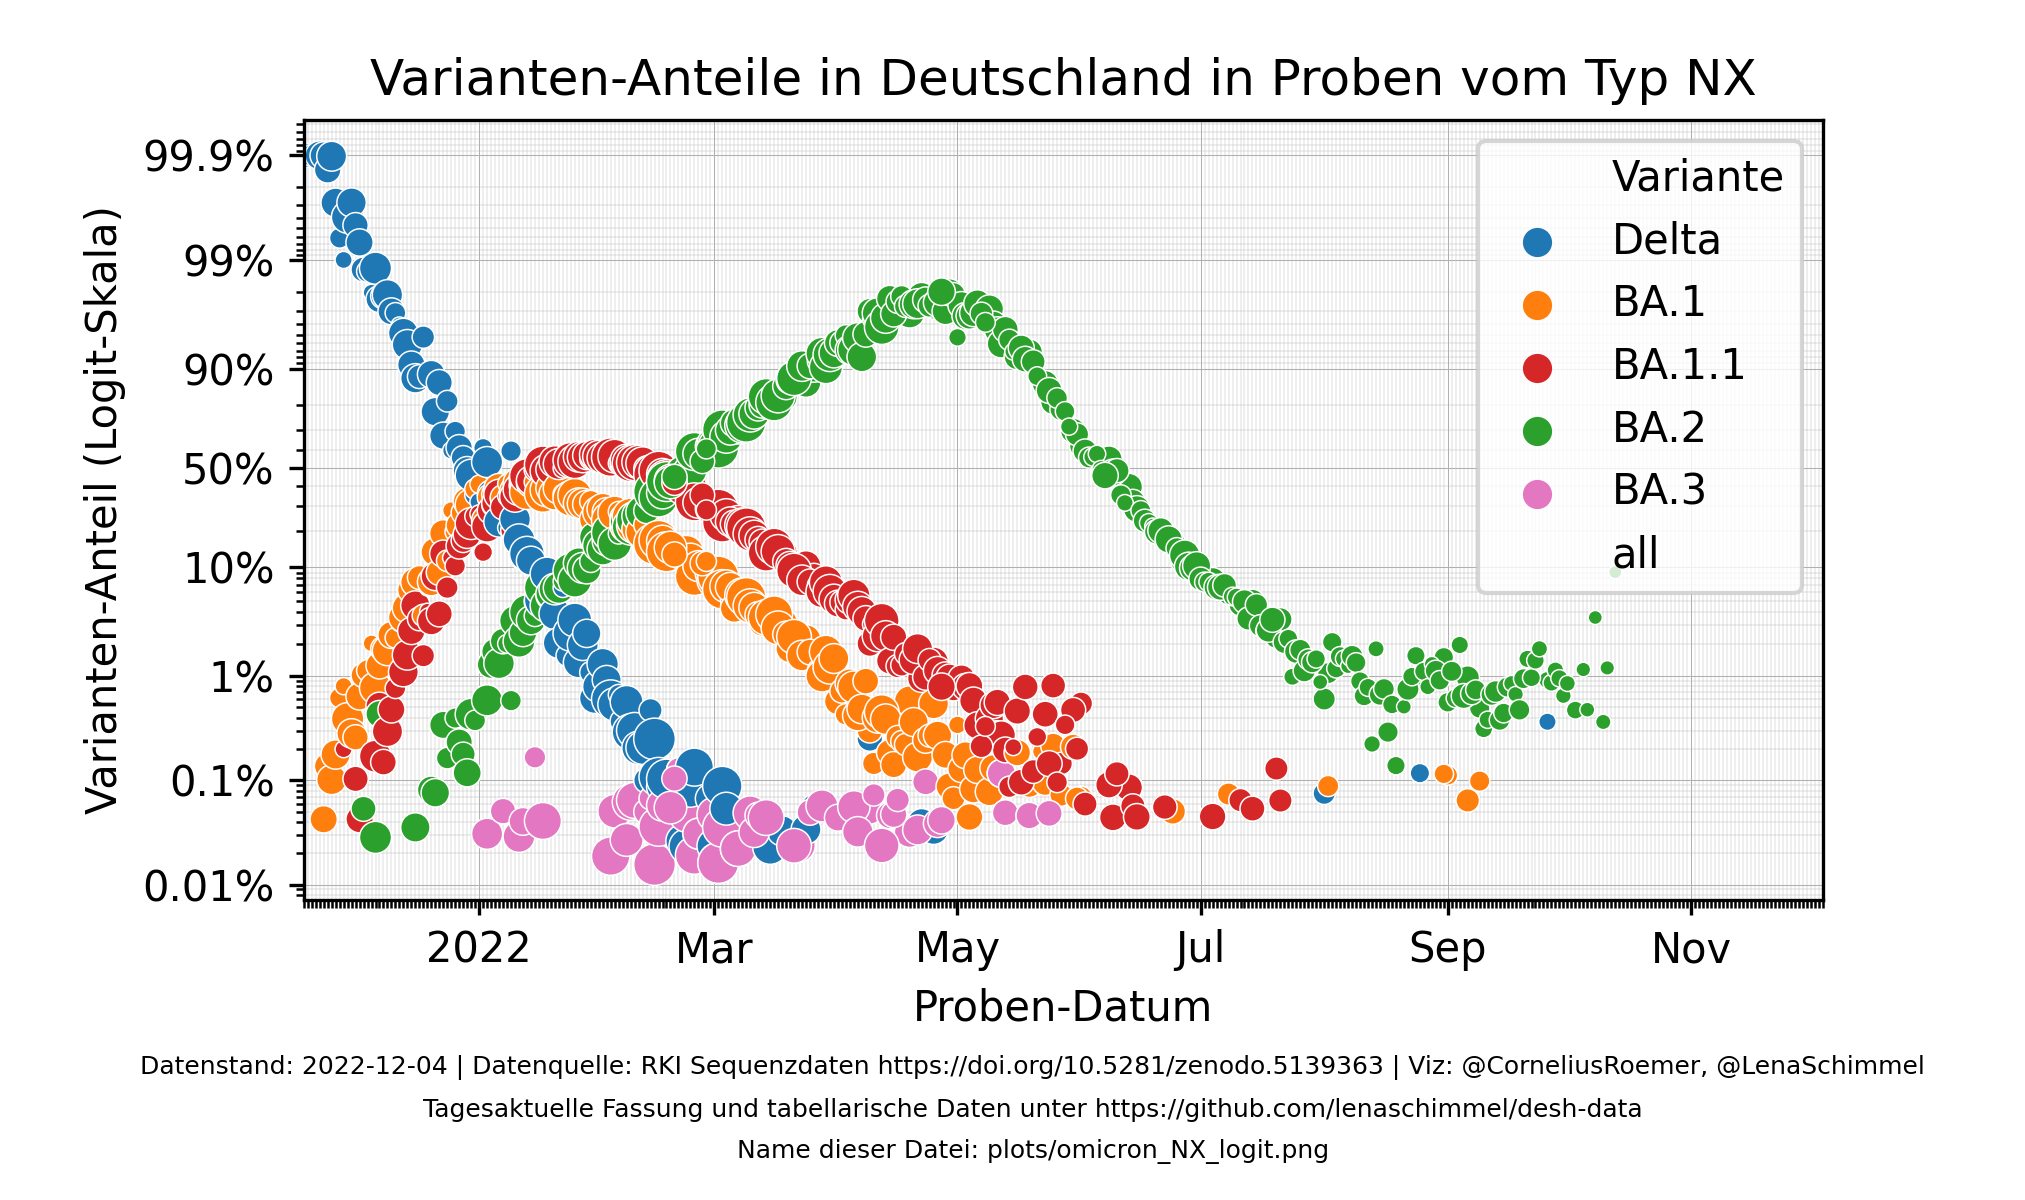 Varianten-Anteile in Deutschland in Proben vom Typ NX
Varianten-Anteil (Logit-Skala)
99.9%
99%
90%
50%
10%
1%
0.1%
0.01%
Variante
Delta
BA.1
BA.1.1
BA.2
BA.3
all
2022
Mar
May
Jul
Sep
Nov
Proben-Datum
Datenstand: 2022-12-04 | Datenquelle: RKI Sequenzdaten https://doi.org/10.5281/zenodo.5139363 | Viz: @CorneliusRoemer, @LenaSchimmel
Tagesaktuelle Fassung und tabellarische Daten unter https://github.com/lenaschimmel/desh-data
Name dieser Datei: plots/omicron_NX_logit.png